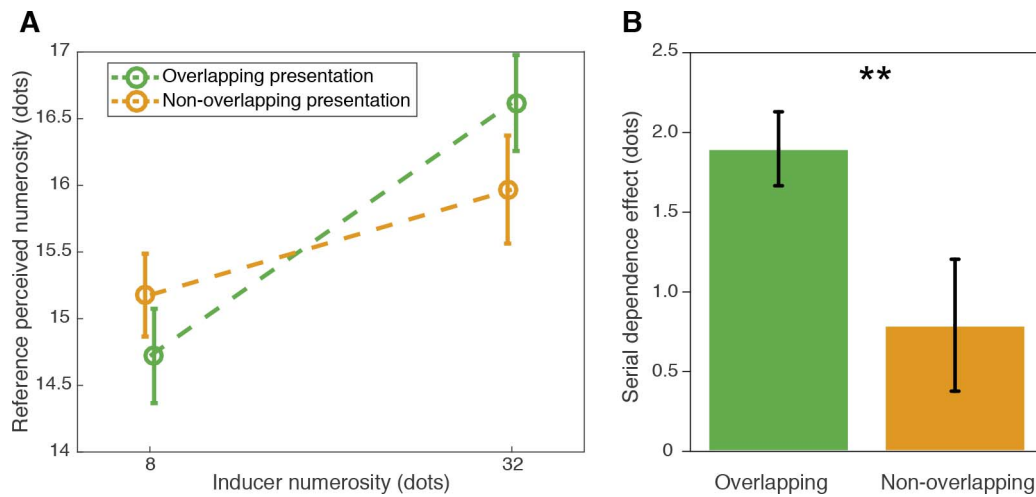 A
Reference perceived numerosity (dots)
17
16.5
16
15.5
15
14.5
14
Overlapping presentation
Non-overlapping presentation
8
32
Inducer numerosity (dots)
B
Serial dependence effect (dots)
2.5
2.0
1.5
1.0
0.5
0
**
Overlapping
Non-overlapping